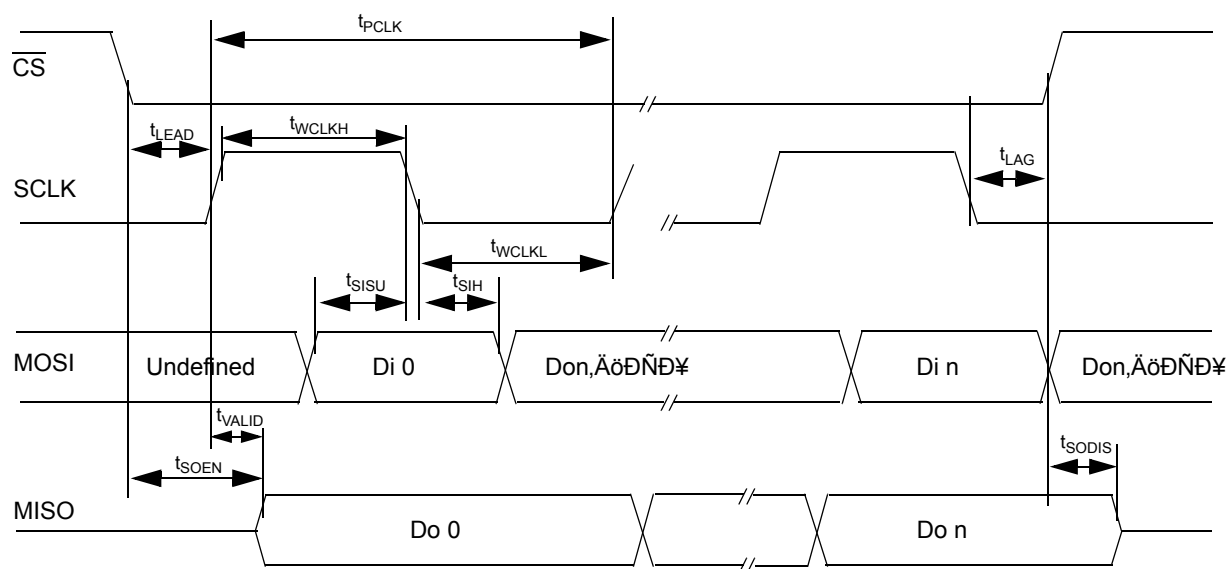 tPCLK
CS
tLEAD
tWCLKH
tLAG
SCLK
tWCLKL
tSISU
tSIH
MOSI
Undefined
Di 0
Don‚ÄöÐÑÐ¥
Di n
Don‚ÄöÐÑÐ¥
tVALID
tSOEN
tSODIS
MISO
Do 0
Do n